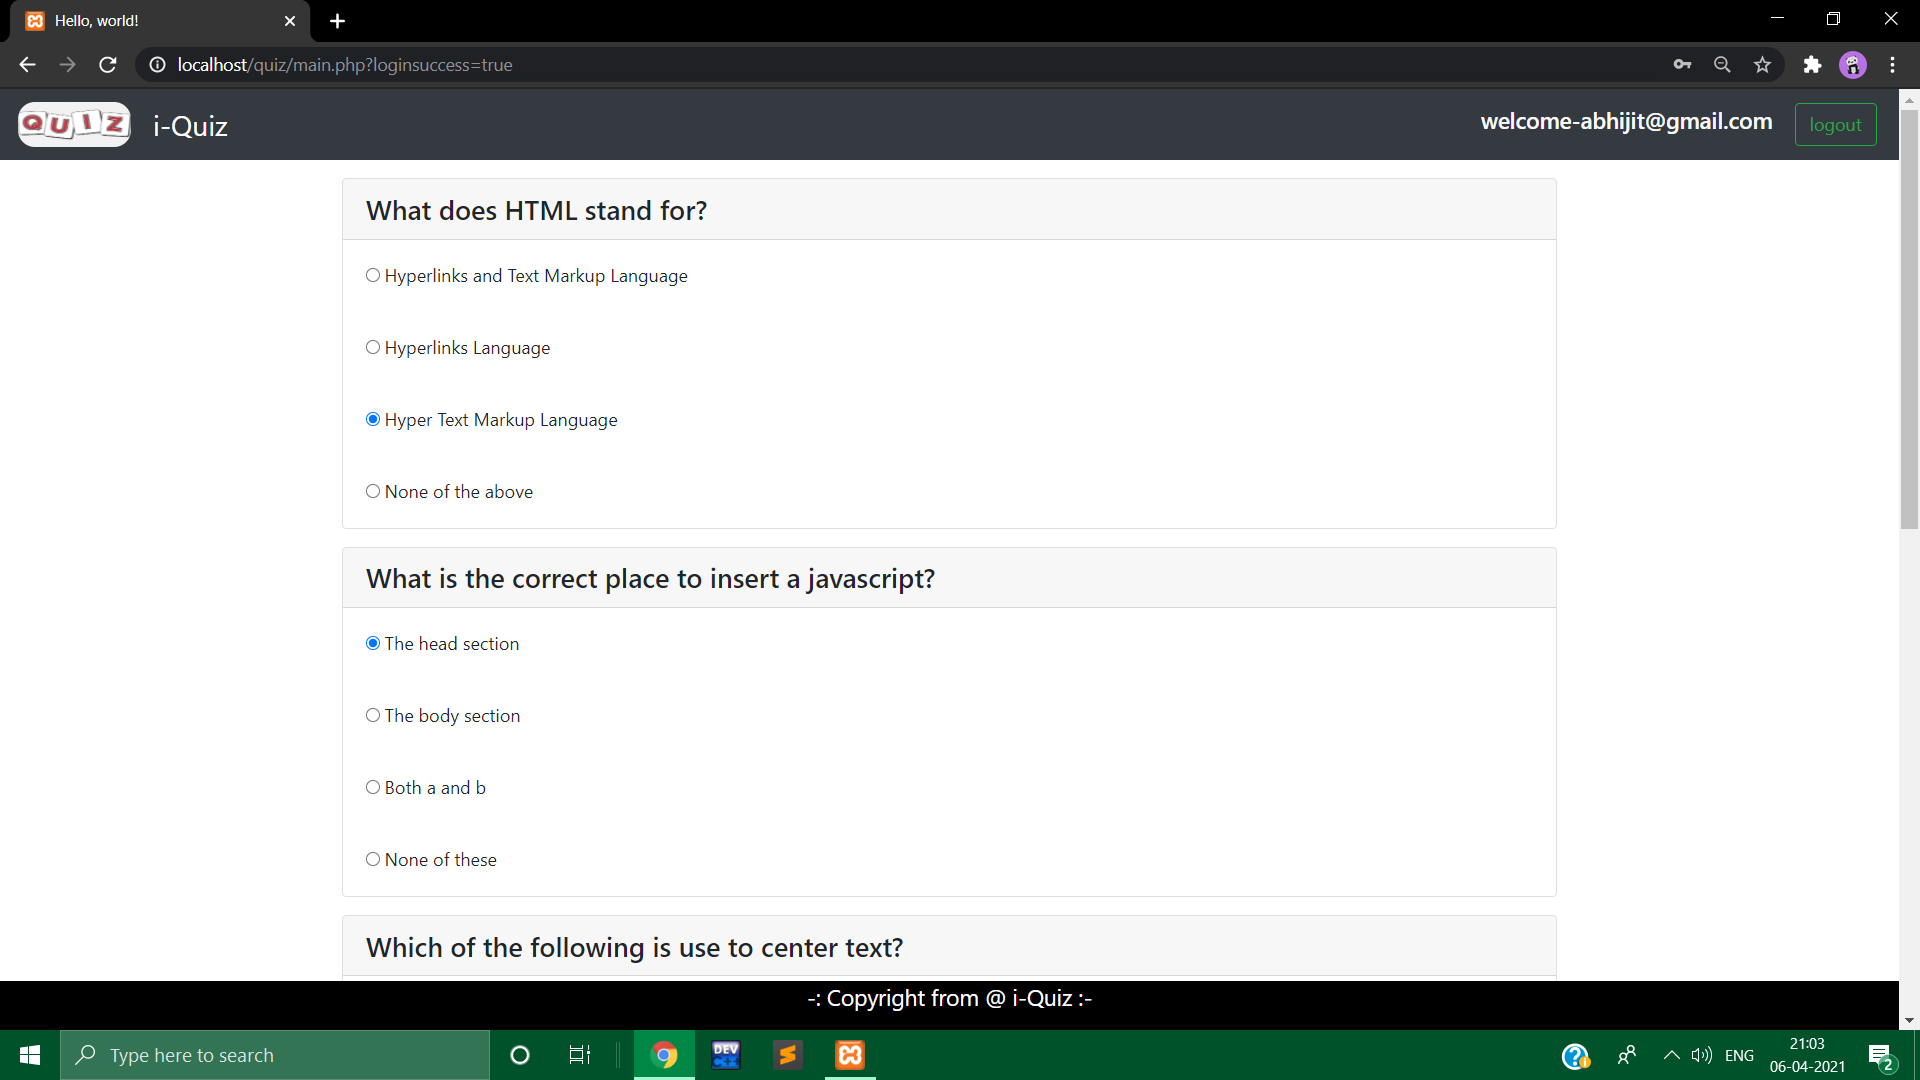 Hello, world!
localhost/quiz/main.php?loginsuccess=true
QUIZ i-Quiz welcome-abhijit@gmail.com logout
What does HTML stand for?
Hyperlinks and Text Markup Language
Hyperlinks Language
Hyper Text Markup Language
None of the above
What is the correct place to insert a javascript?
The head section
The body section
Both a and b
None of these
Which of the following is use to center text?
-: Copyright from @ i-Quiz :-
Type here to search
DEV
C++
ENG
21:03
06-04-2021
2